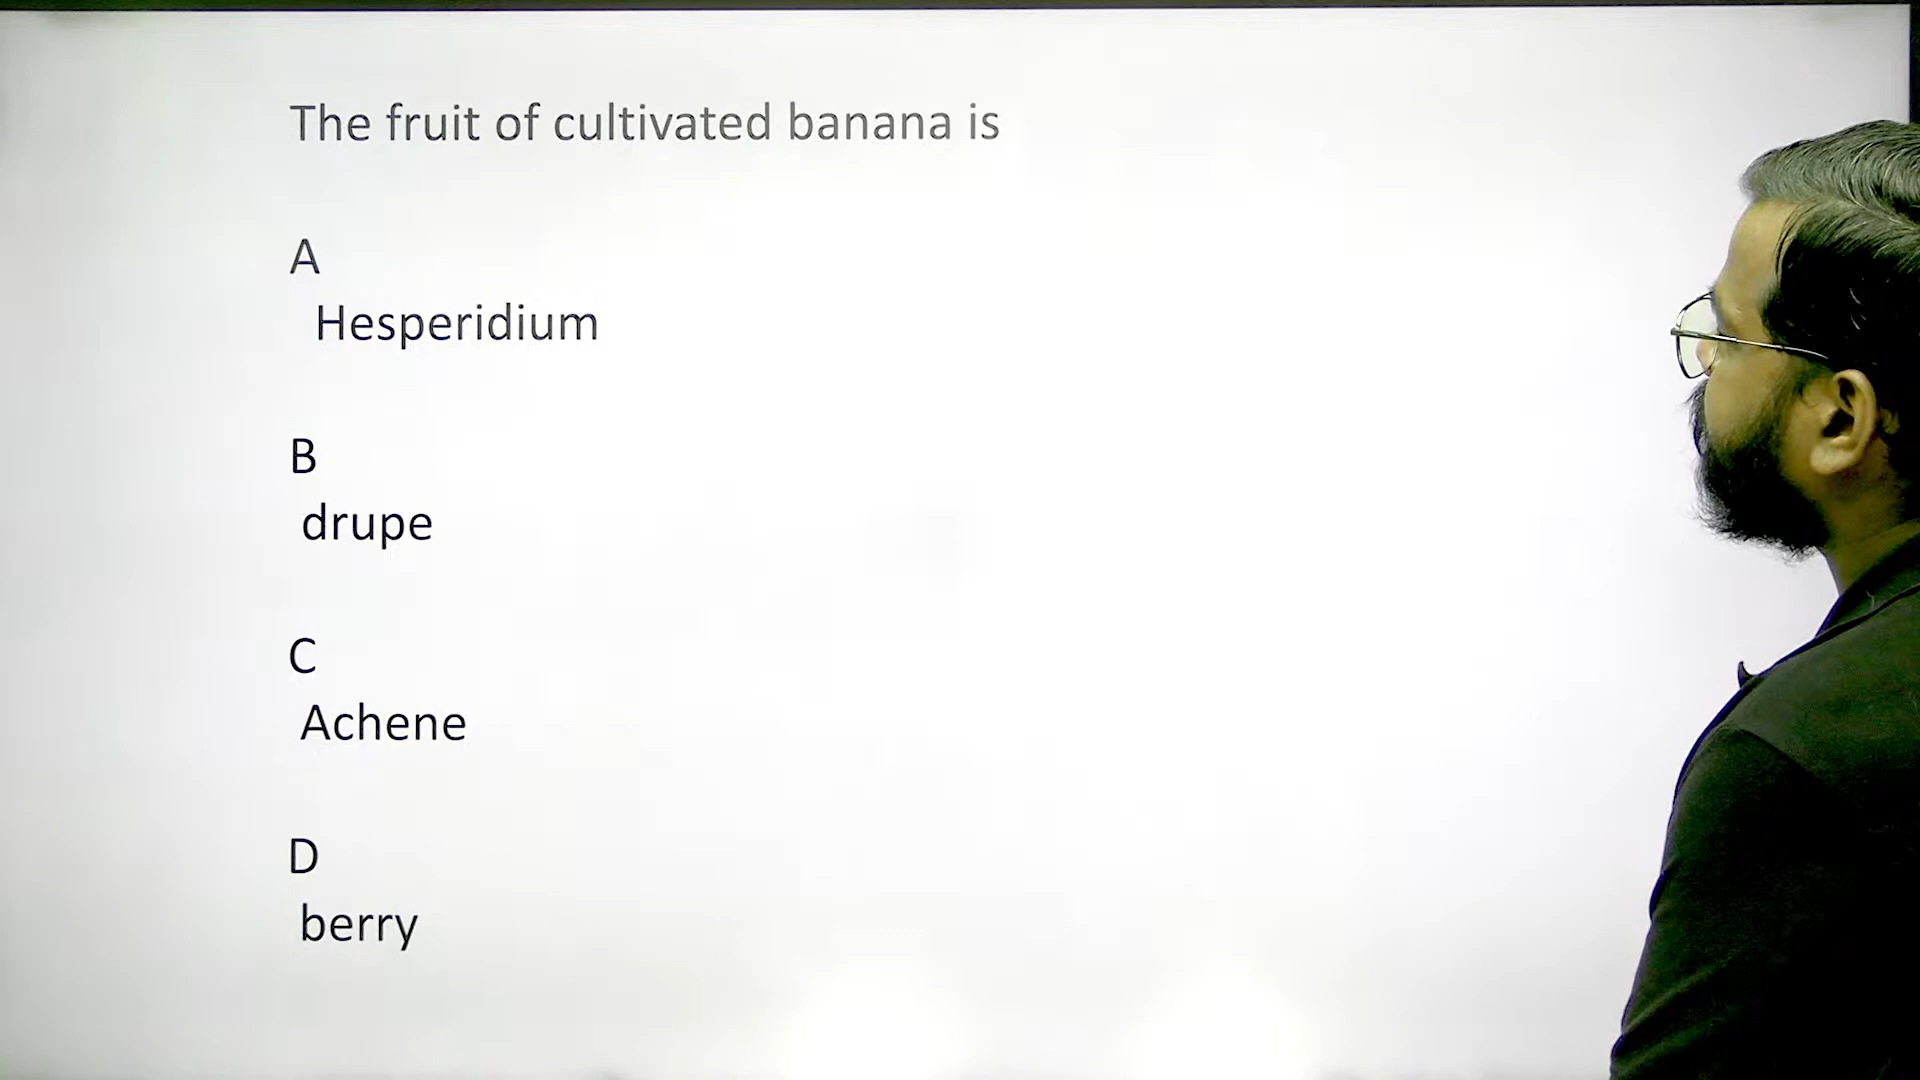 The fruit of cultivated banana is
A
Hesperidium
B
drupe
C
Achene
D
berry